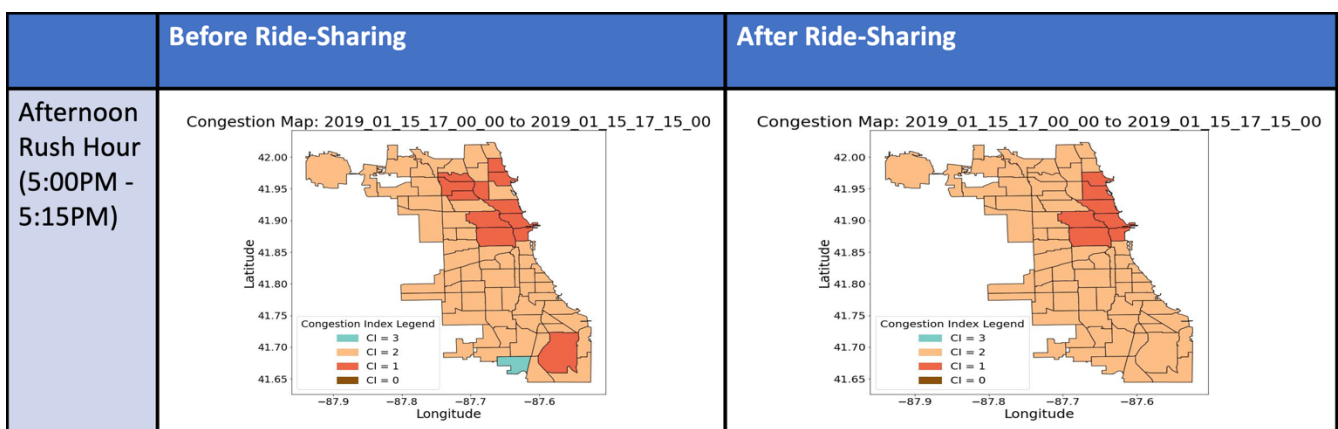 Before Ride-Sharing
After Ride-Sharing
Afternoon
Rush Hour
(5:00PM -
5:15PM)
Congestion Map: 2019_01_15_17_00_00 to 2019_01_15_17_15_00
42.00
41.95
41.90
41.85
41.80
41.75
41.70
41.65
Latitude
Congestion Index Legend
CI = 3
CI = 2
CI = 1
CI = 0
−87.9 −87.8 −87.7 −87.6
Longitude
Congestion Map: 2019_01_15_17_00_00 to 2019_01_15_17_15_00
42.00
41.95
41.90
41.85
41.80
41.75
41.70
41.65
Latitude
Congestion Index Legend
CI = 3
CI = 2
CI = 1
CI = 0
−87.9 −87.8 −87.7 −87.6
Longitude